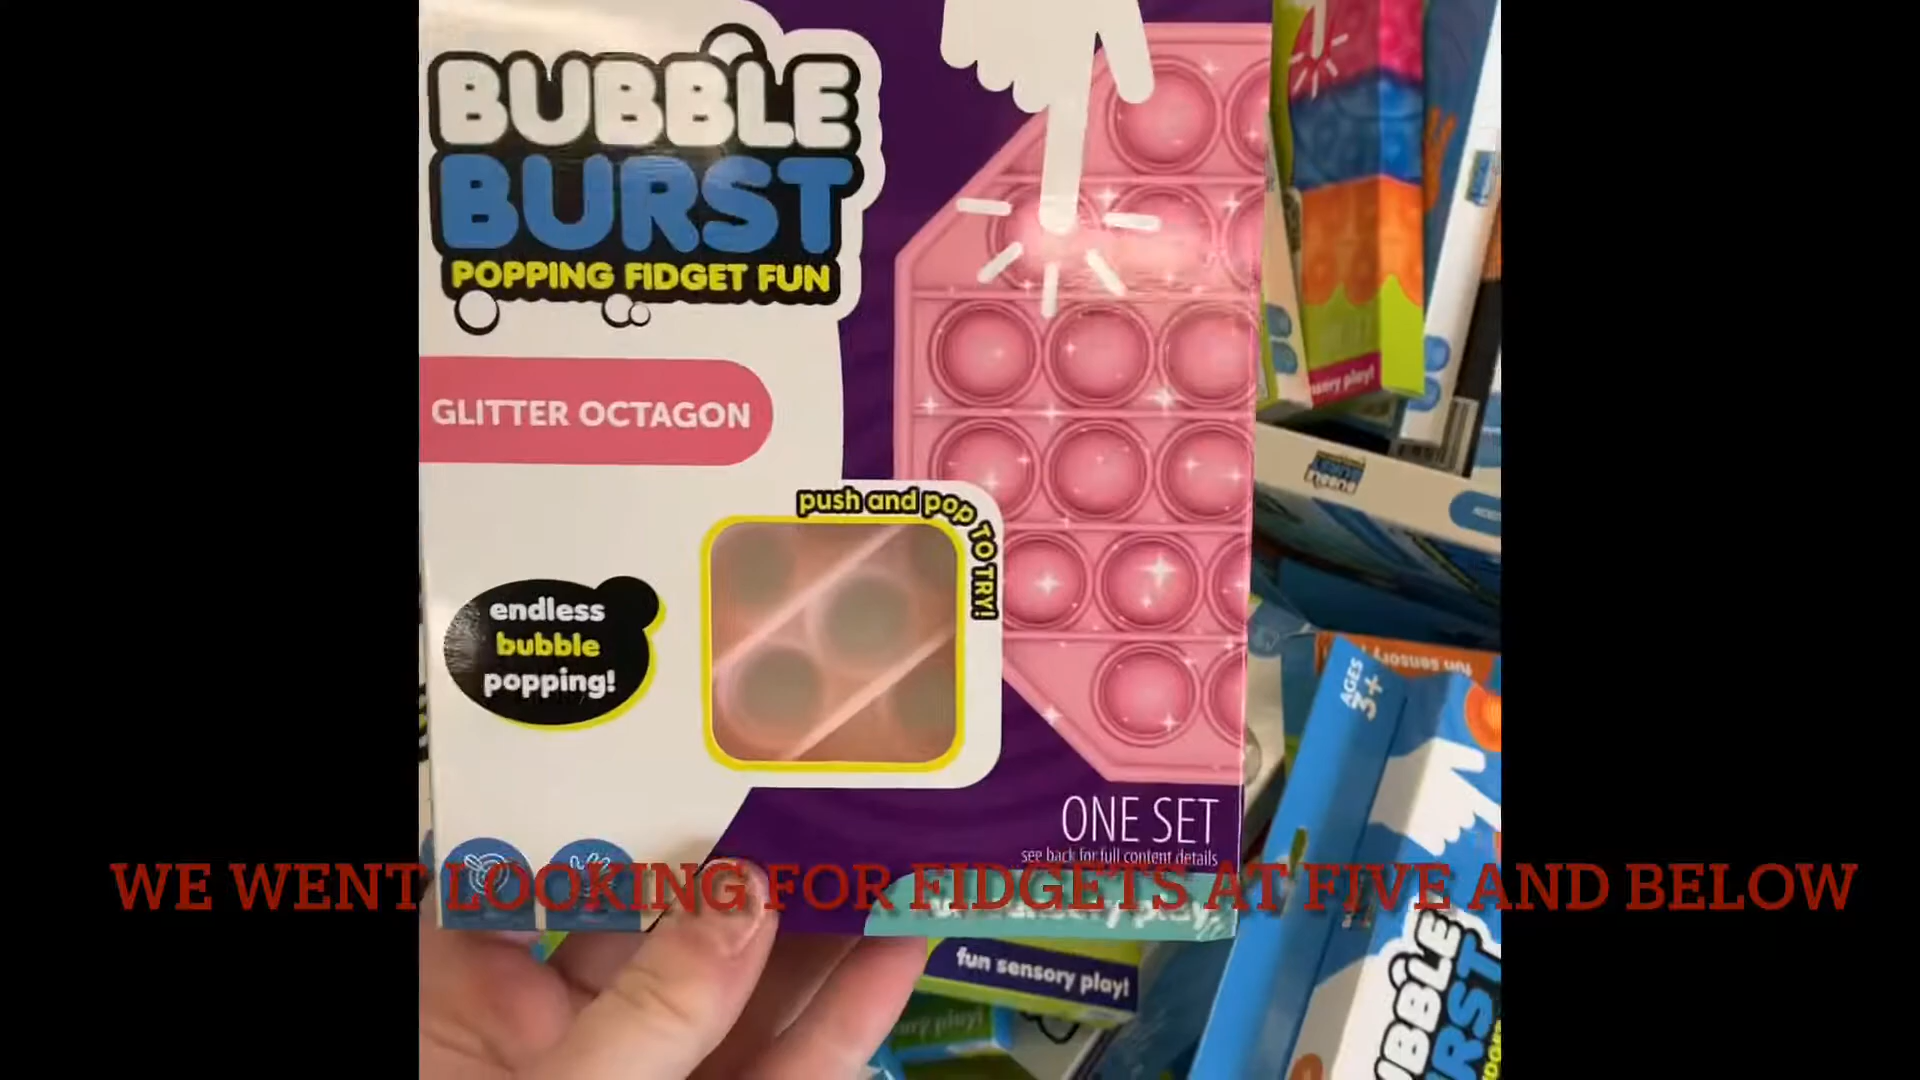 BUBBLE
BURST
POPPING FIDGET FUN
GLITTER OCTAGON
push and pop TO TRY!
endless
bubble
popping!
ONE SET
see back for full content details
WE WENT LOOKING FOR FIDGETS AT FIVE AND BELOW
fun sensory play!
play!
fun sensory
AGES
3+
BUBBLE
BURST